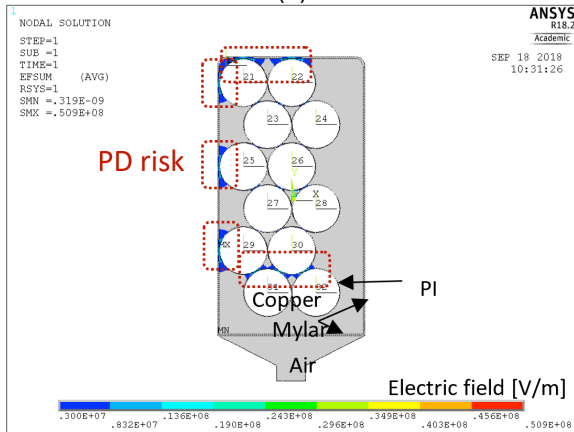 1
NODAL SOLUTION
STEP=1
SUB =1
TIME=1
EFSUM (AVG)
RSYS=1
SMN =.319E-09
SMX =.509E+08
ANSYS
R18.2
Academic
SEP 18 2018
10:31:26
21 22
23 24
PD risk
25 26
Y
X
27 28
MX 29 30
31 32
PI
Copper
Mylar
MN
Air
Electric field [V/m]
.300E+07 .136E+08 .243E+08 .349E+08 .456E+08
.832E+07 .190E+08 .296E+08 .403E+08 .509E+08